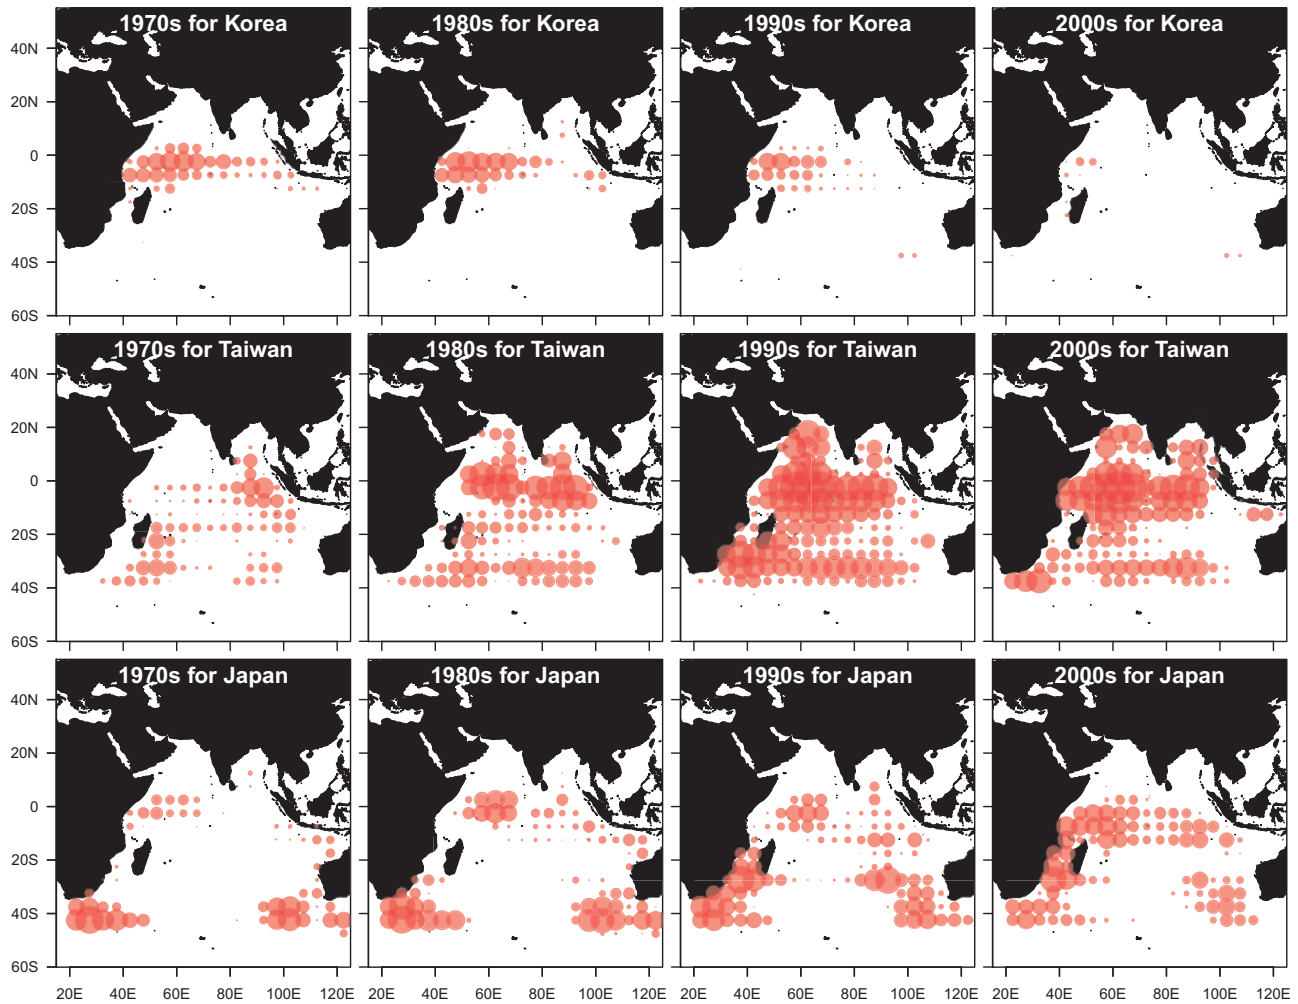 1970s for Korea 1980s for Korea 1990s for Korea 2000s for Korea
40N
20N
0
20S
40S
60S
1970s for Taiwan 1980s for Taiwan 1990s for Taiwan 2000s for Taiwan
40N
20N
0
20S
40S
60S
1970s for Japan 1980s for Japan 1990s for Japan 2000s for Japan
40N
20N
0
20S
40S
60S
20E 40E 60E 80E 100E 120E 20E 40E 60E 80E 100E 120E 20E 40E 60E 80E 100E 120E 20E 40E 60E 80E 100E 120E